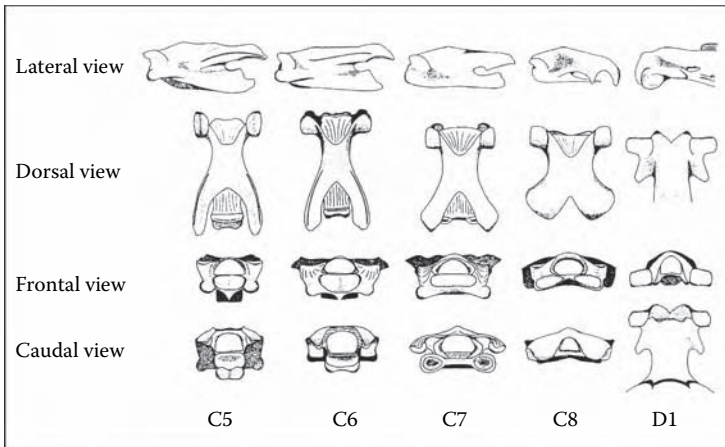 Lateral view
Dorsal view
Frontal view
Caudal view
C5 C6 C7 C8 D1